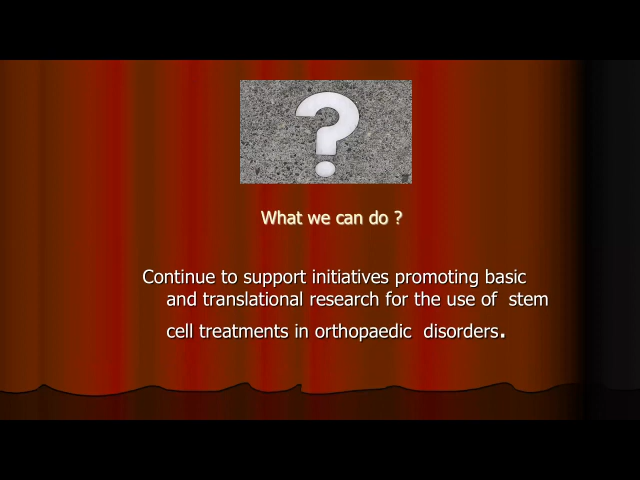 What we can do ?
Continue to support initiatives promoting basic
and translational research for the use of stem
cell treatments in orthopaedic disorders.